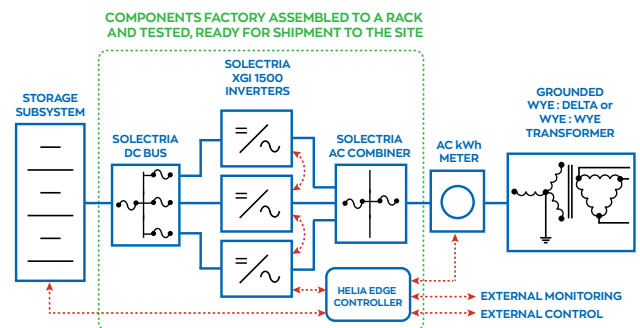 COMPONENTS FACTORY ASSEMBLED TO A RACK
AND TESTED, READY FOR SHIPMENT TO THE SITE
STORAGE
SUBSYSTEM
SOLECTRIA
DC BUS
SOLECTRIA
XGI 1500
INVERTERS
SOLECTRIA
AC COMBINER
AC kWh
METER
GROUNDED
WYE : DELTA or
WYE : WYE
TRANSFORMER
HELIA EDGE
CONTROLLER
EXTERNAL MONITORING
EXTERNAL CONTROL